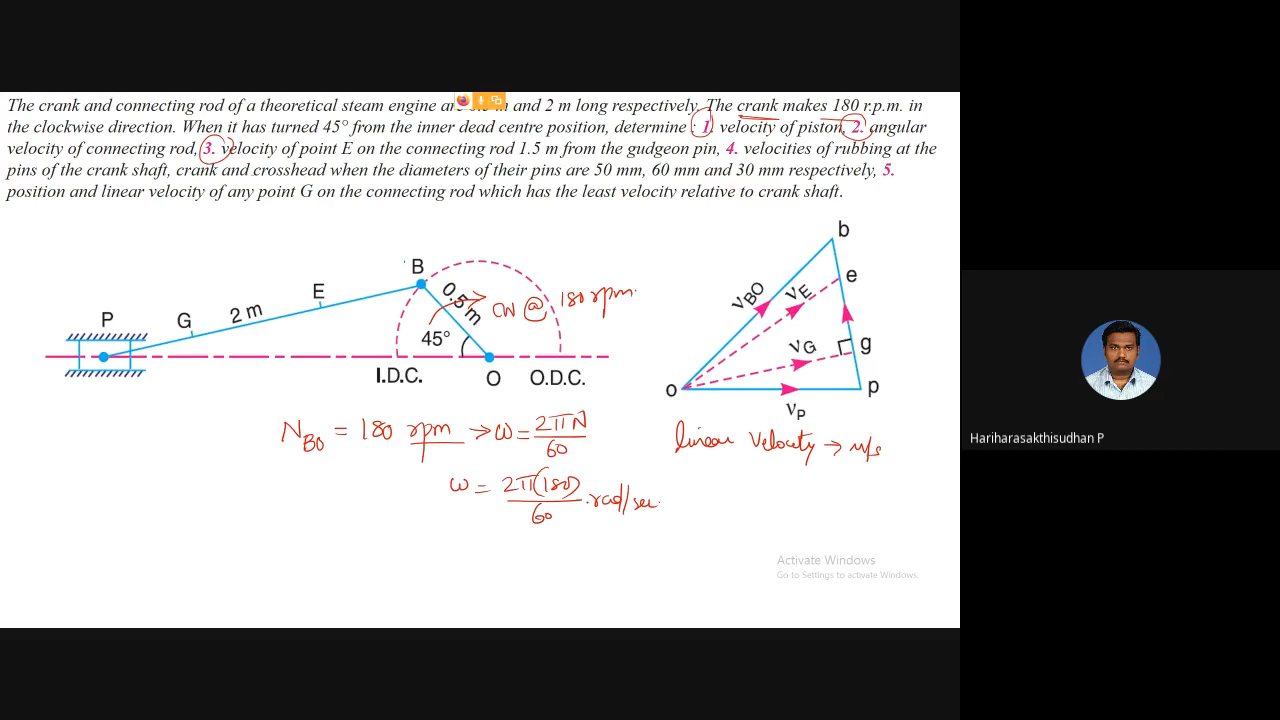 The crank and connecting rod of a theoretical steam engine are m and 2 m long respectively. The crank makes 180 r.p.m. in
the clockwise direction. When it has turned 45° from the inner dead centre position, determine : 1. velocity of piston, 2. angular
velocity of connecting rod, 3. velocity of point E on the connecting rod 1.5 m from the gudgeon pin, 4. velocities of rubbing at the
pins of the crank shaft, crank and crosshead when the diameters of their pins are 50 mm, 60 mm and 30 mm respectively, 5.
position and linear velocity of any point G on the connecting rod which has the least velocity relative to crank shaft.
P
G
2 m
E
B
0.5 m
45°
CW @ 180 rpm.
I.D.C.
O
O.D.C.
b
e
vBO
vE
vG
g
o
vP
p
NBO = 180 rpm → ω = 2πN/60
ω = 2π(180)/60 . rad/sec.
linear velocity → m/s
Activate Windows
Go to Settings to activate Windows.
Hariharasakthisudhan P